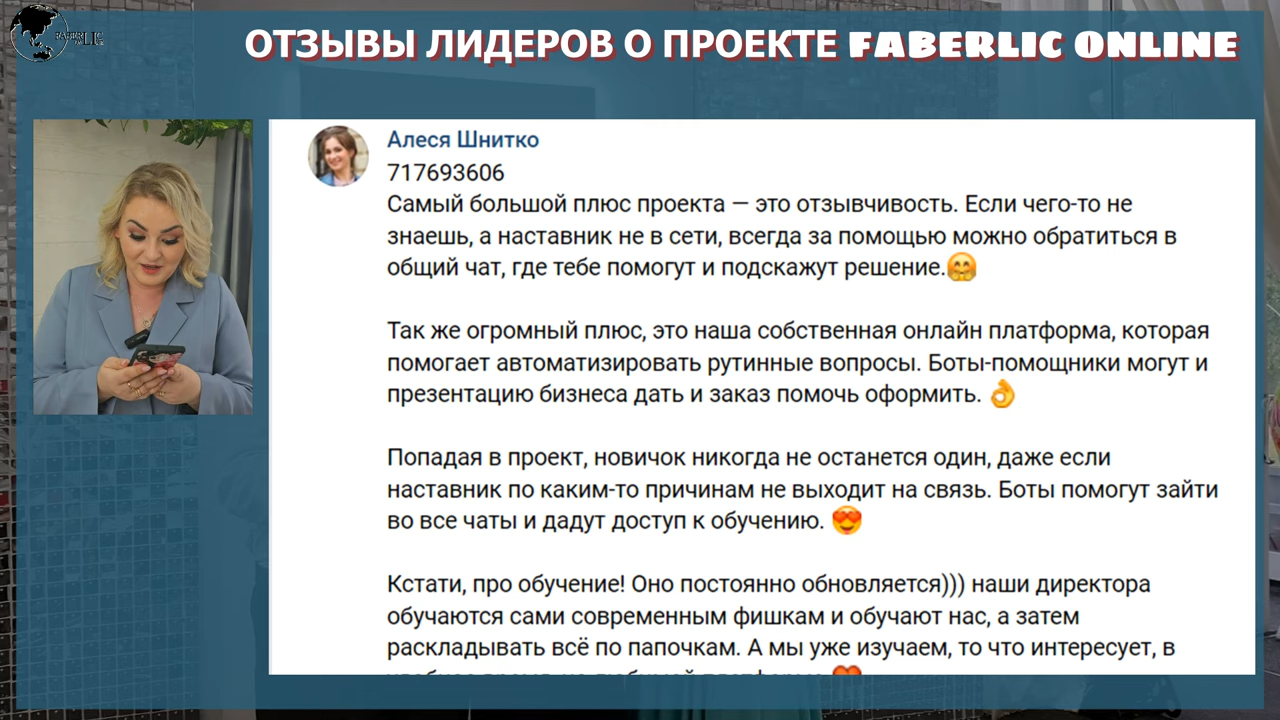 FABERLIC
ОТЗЫВЫ ЛИДЕРОВ О ПРОЕКТЕ FABERLIC ONLINE
Алеся Шнитко
717693606
Самый большой плюс проекта — это отзывчивость. Если чего-то не
знаешь, а наставник не в сети, всегда за помощью можно обратиться в
общий чат, где тебе помогут и подскажут решение.🤗
Так же огромный плюс, это наша собственная онлайн платформа, которая
помогает автоматизировать рутинные вопросы. Боты-помощники могут и
презентацию бизнеса дать и заказ помочь оформить. 👌
Попадая в проект, новичок никогда не останется один, даже если
наставник по каким-то причинам не выходит на связь. Боты помогут зайти
во все чаты и дадут доступ к обучению. 😍
Кстати, про обучение! Оно постоянно обновляется))) наши директора
обучаются сами современным фишкам и обучают нас, а затем
раскладывать всё по папочкам. А мы уже изучаем, то что интересует, в